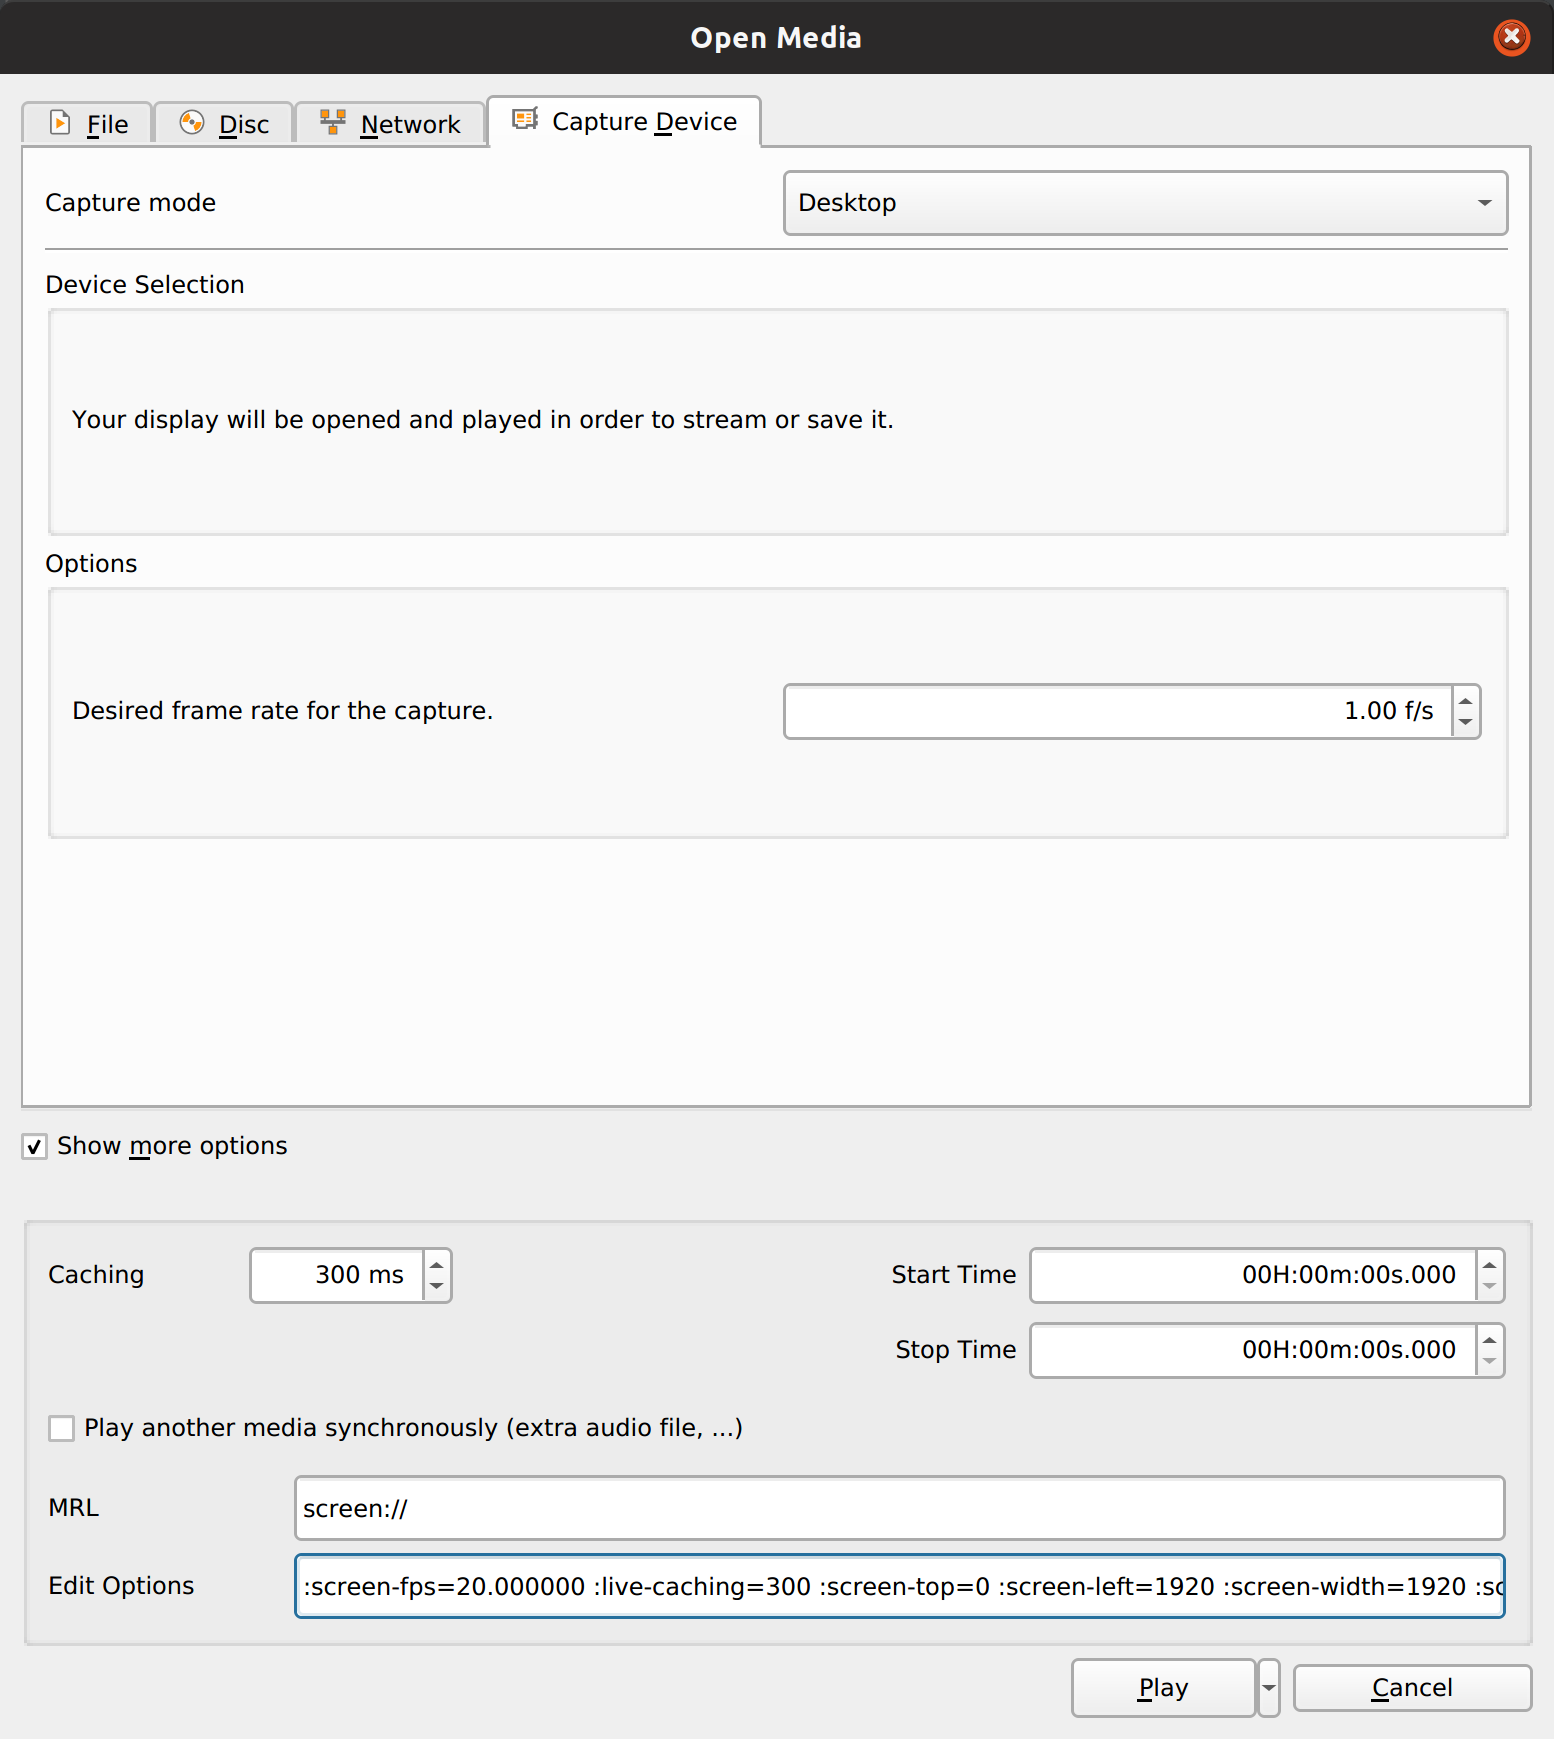 Open Media
File Disc Network Capture Device
Capture mode Desktop
Device Selection
Your display will be opened and played in order to stream or save it.
Options
Desired frame rate for the capture. 1.00 f/s
Show more options
Caching 300 ms Start Time 00H:00m:00s.000
Stop Time 00H:00m:00s.000
Play another media synchronously (extra audio file, ...)
MRL screen://
Edit Options :screen-fps=20.000000 :live-caching=300 :screen-top=0 :screen-left=1920 :screen-width=1920 :sc
Play Cancel